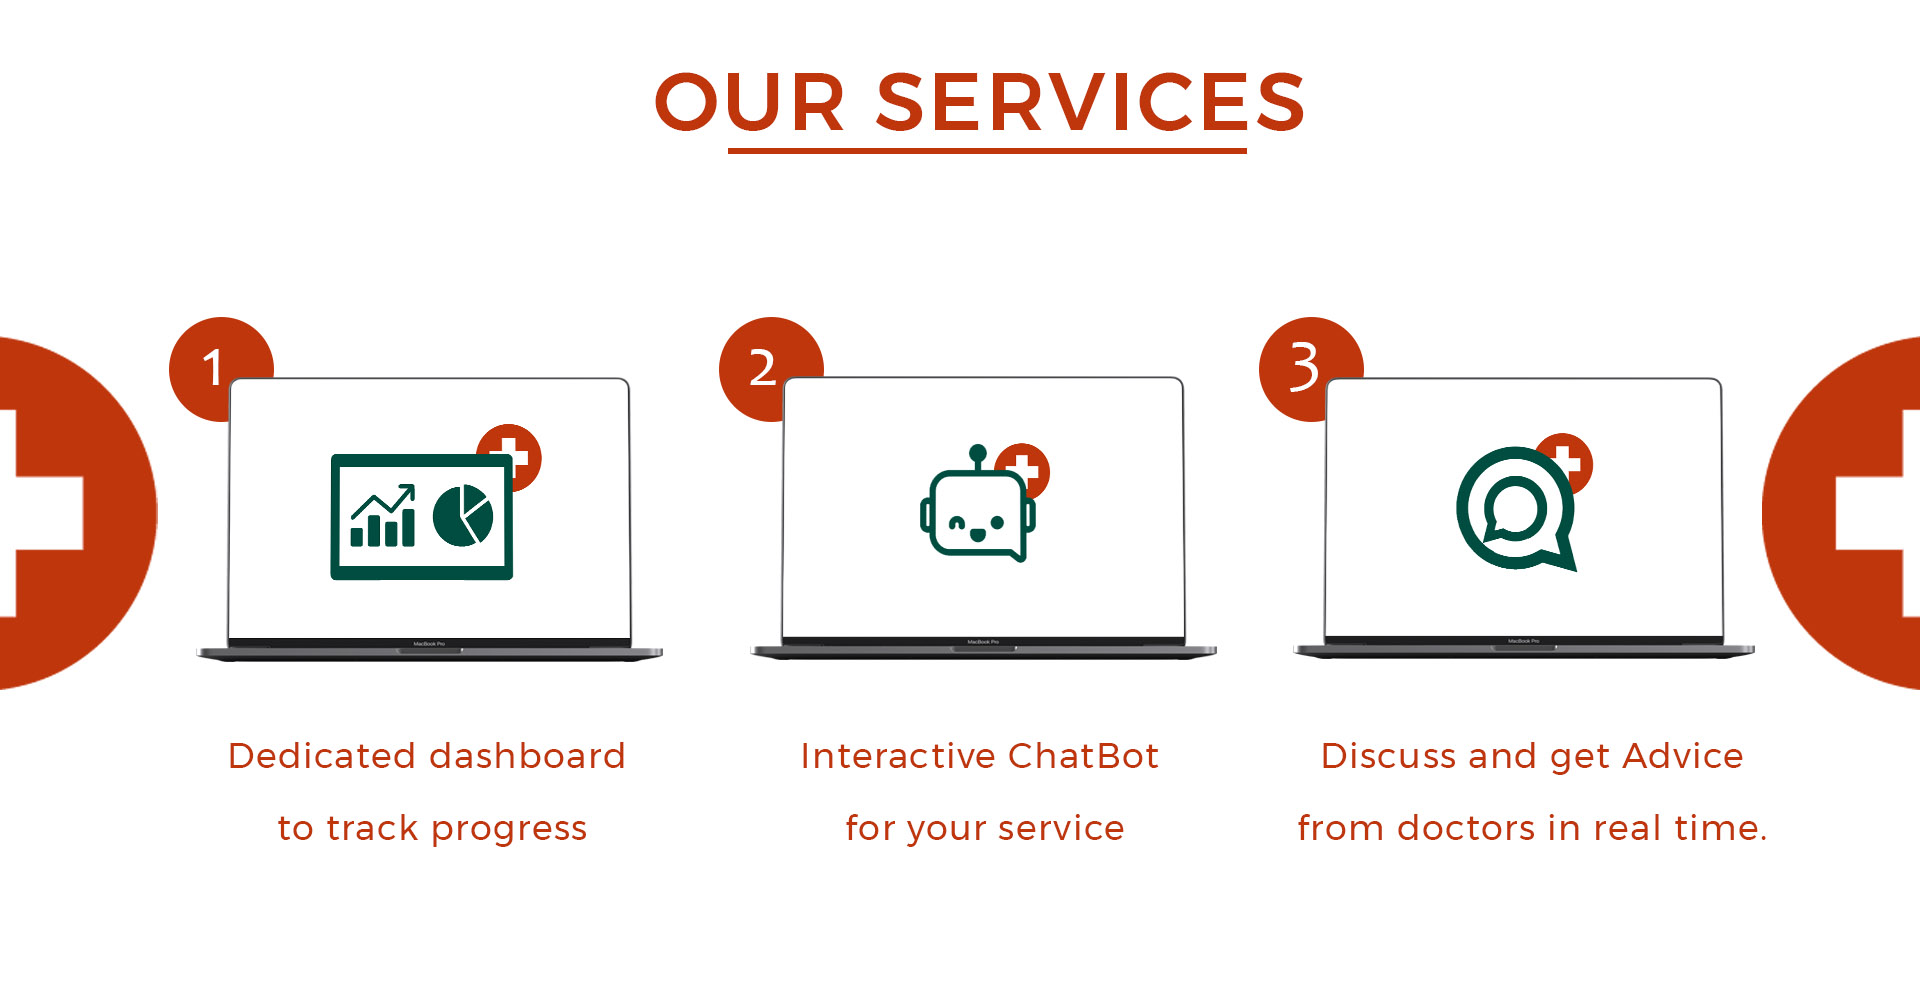 OUR SERVICES
1
2
3
MacBook Pro
MacBook Pro
MacBook Pro
Dedicated dashboard
to track progress
Interactive ChatBot
for your service
Discuss and get Advice
from doctors in real time.